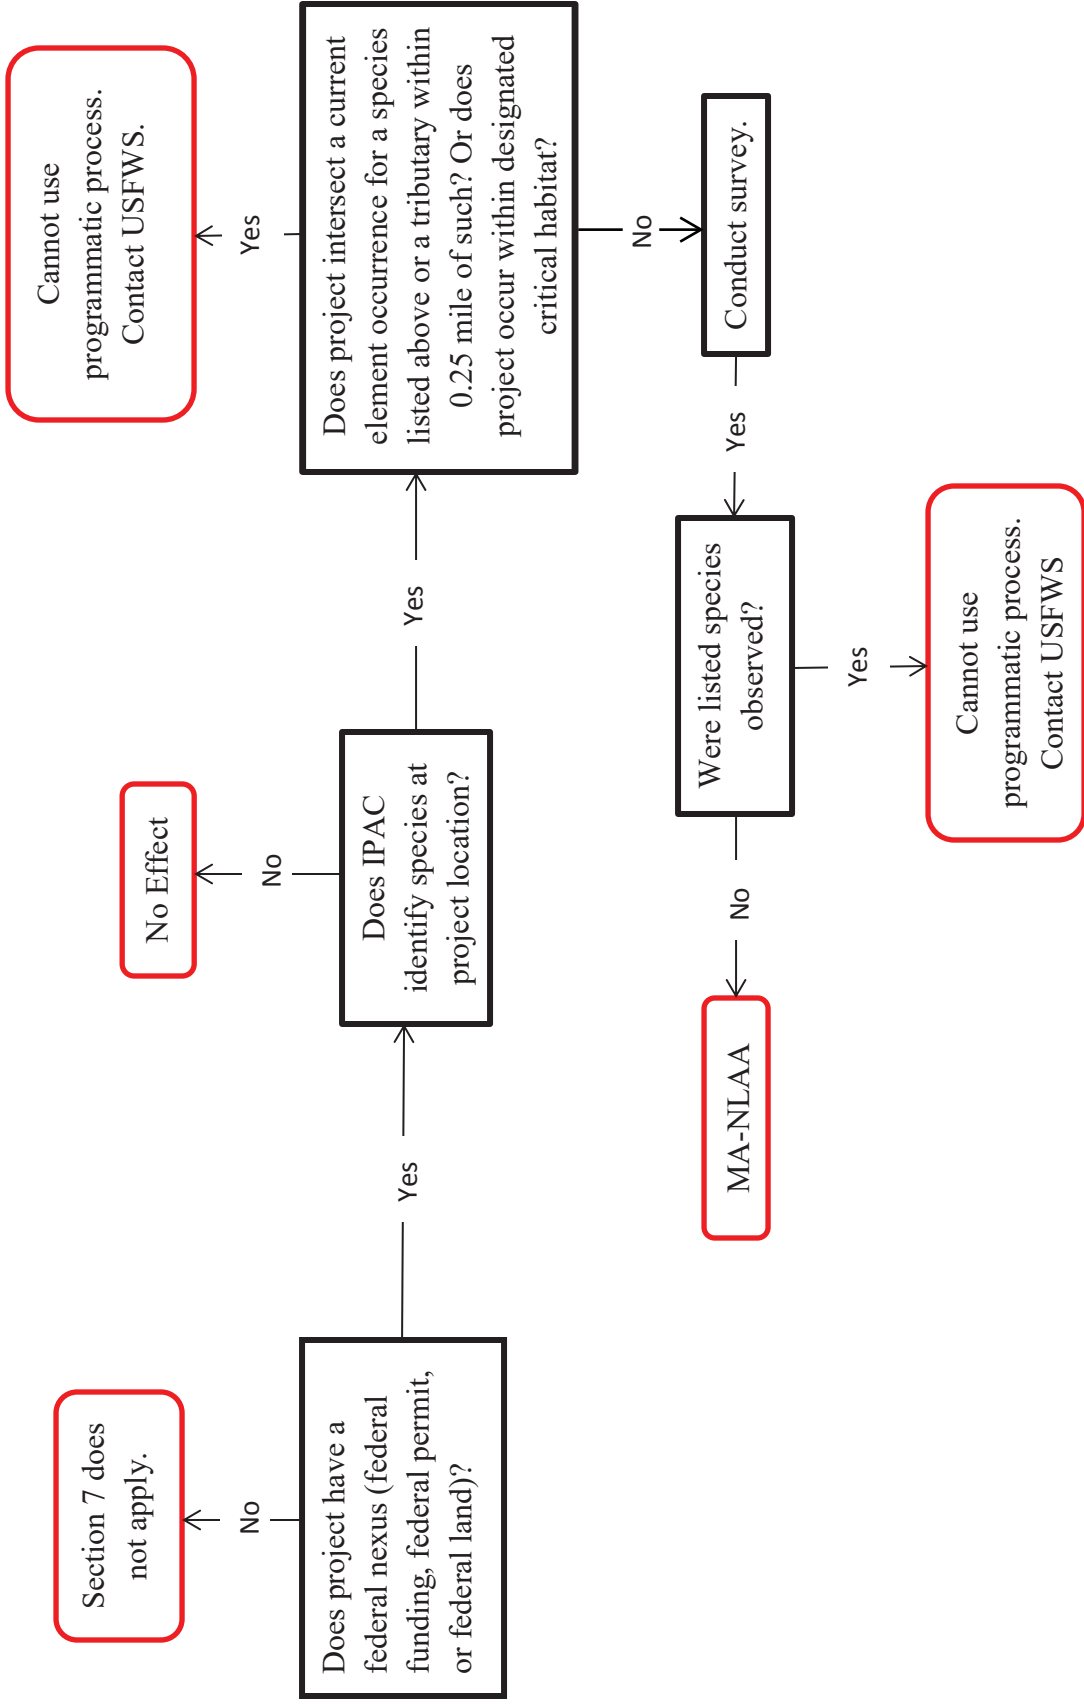 Section 7 does
not apply.
No
Does project have a
federal nexus (federal
funding, federal permit,
or federal land)?
Yes
No Effect
No
Does IPAC
identify species at
project location?
Yes
Cannot use
programmatic process.
Contact USFWS.
Yes
Does project intersect a current
element occurrence for a species
listed above or a tributary within
0.25 mile of such? Or does
project occur within designated
critical habitat?
No
Conduct survey.
Yes
Were listed species
observed?
No
MA-NLAA
Yes
Cannot use
programmatic process.
Contact USFWS